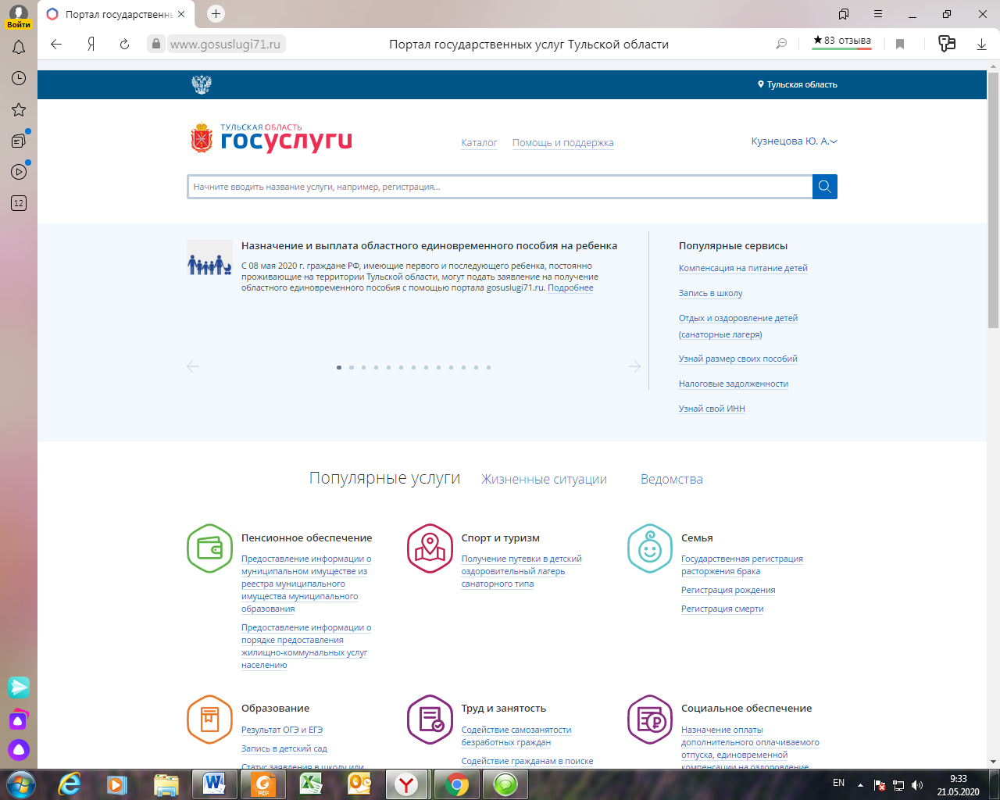 Войти
Портал государственнь
www.gosuslugi71.ru
Портал государственных услуг Тульской области
★83 отзыва
12
Тульская область
ТУЛЬСКАЯ ОБЛАСТЬ
госуслуги
Каталог
Помощь и поддержка
Кузнецова Ю. А.
Начните вводить название услуги, например, регистрация...
Назначение и выплата областного единовременного пособия на ребенка
С 08 мая 2020 г. граждане РФ, имеющие первого и последующего ребенка, постоянно
проживающие на территории Тульской области, могут подать заявление на получение
областного единовременного пособия с помощью портала gosuslugi71.ru. Подробнее
Популярные сервисы
Компенсация на питание детей
Запись в школу
Отдых и оздоровление детей
(санаторные лагеря)
Узнай размер своих пособий
Налоговые задолженности
Узнай свой ИНН
Популярные услуги
Жизненные ситуации
Ведомства
Пенсионное обеспечение
Предоставление информации о
муниципальном имуществе из
реестра муниципального
имущества муниципального
образования
Предоставление информации о
порядке предоставления
жилищно-коммунальных услуг
населению
Спорт и туризм
Получение путевки в детский
оздоровительный лагерь
санаторного типа
Семья
Государственная регистрация
расторжения брака
Регистрация рождения
Регистрация смерти
Образование
Результат ОГЭ и ЕГЭ
Запись в детский сад
Статус заявления в школу или
Труд и занятость
Содействие самозанятости
безработных граждан
Содействие гражданам в поиске
Социальное обеспечение
Назначение оплаты
дополнительного оплачиваемого
отпуска, единовременной
компенсации на оздоровление
PDF
EN
9:33
21.05.2020